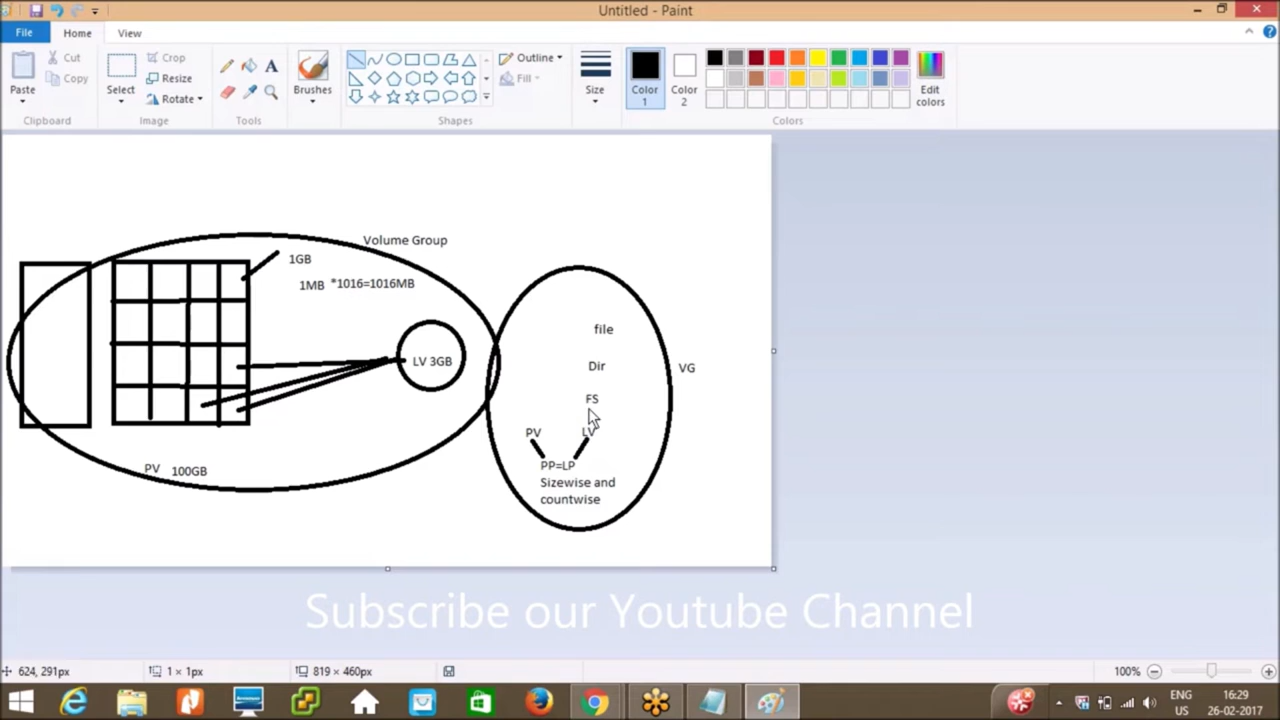 Untitled - Paint
File
Home
View
Paste
Cut
Copy
Clipboard
Select
Crop
Resize
Rotate
Image
A
Tools
Brushes
Shapes
Outline
Fill
Size
Color 1
Color 2
Edit colors
Colors
Volume Group
1GB
1MB *1016=1016MB
LV 3GB
PV 100GB
file
Dir
FS
PV LV
PP=LP
Sizewise and
countwise
VG
Subscribe our Youtube Channel
624, 291px
1 × 1px
819 × 460px
100%
ENG
US
16:29
26-02-2017